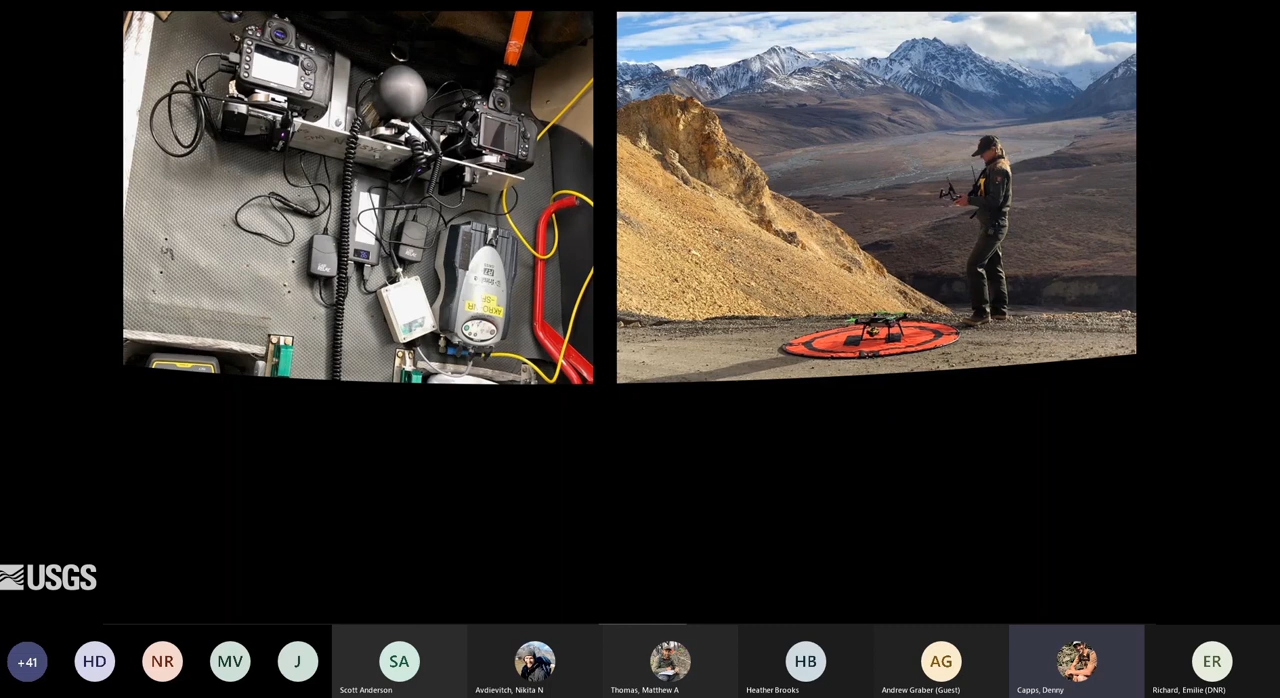 USGS
+41
HD
NR
MV
J
SA
HB
AG
ER
Scott Anderson
Avdievitch, Nikita N
Thomas, Matthew A
Heather Brooks
Andrew Graber (Guest)
Capps, Denny
Richard, Emilie (DNR)